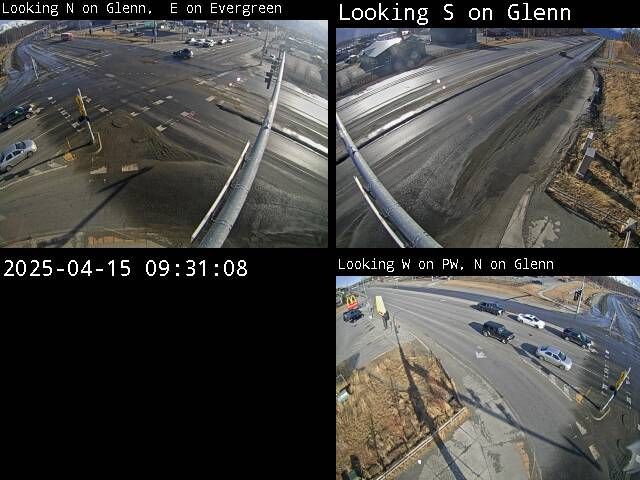 Looking N on Glenn, E on Evergreen
Looking S on Glenn
2025-04-15 09:31:08
Looking W on PW, N on Glenn